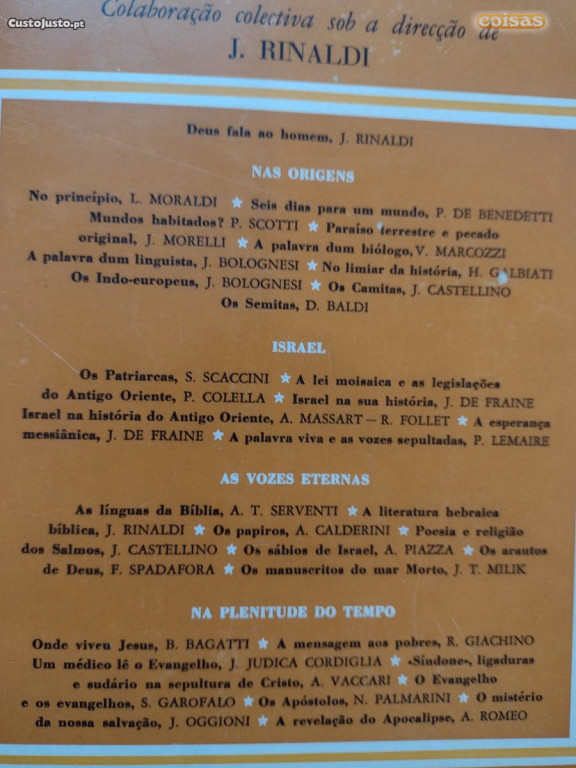 CustoJusto.pt
coisas
Colaboração colectiva sob a direcção de
J. RINALDI
Deus fala ao homem, J. RINALDI
NAS ORIGENS
No princípio, L. MORALDI ★ Seis dias para um mundo, P. DE BENEDETTI
Mundos habitados? P. SCOTTI ★ Paraíso terrestre e pecado
original, J. MORELLI ★ A palavra dum biólogo, V. MARCOZZI
A palavra dum linguista, J. BOLOGNESI ★ No limiar da história, H. GALBIATI
Os Indo-europeus, J. BOLOGNESI ★ Os Camitas, J. CASTELLINO
Os Semitas, D. BALDI
ISRAEL
Os Patriarcas, S. SCACCINI ★ A lei moisaica e as legislações
do Antigo Oriente, P. COLELLA ★ Israel na sua história, J. DE FRAINE
Israel na história do Antigo Oriente, A. MASSART — R. FOLLET ★ A esperança
messiânica, J. DE FRAINE ★ A palavra viva e as vozes sepultadas, P. LEMAIRE
AS VOZES ETERNAS
As línguas da Bíblia, A. T. SERVENTI ★ A literatura hebraica
bíblica, J. RINALDI ★ Os papiros, A. CALDERINI ★ Poesia e religião
dos Salmos, J. CASTELLINO ★ Os sábios de Israel, A. PIAZZA ★ Os arautos
de Deus, F. SPADAFORA ★ Os manuscritos do mar Morto, J. T. MILIK
NA PLENITUDE DO TEMPO
Onde viveu Jesus, B. BAGATTI ★ A mensagem aos pobres, R. GIACHINO
Um médico lê o Evangelho, J. JUDICA CORDIGLIA ★ «Síndone», ligaduras
e sudário na sepultura de Cristo, A. VACCARI ★ O Evangelho
e os evangelhos, S. GAROFALO ★ Os Apóstolos, N. PALMARINI ★ O mistério
da nossa salvação, J. OGGIONI ★ A revelação do Apocalipse, A. ROMEO